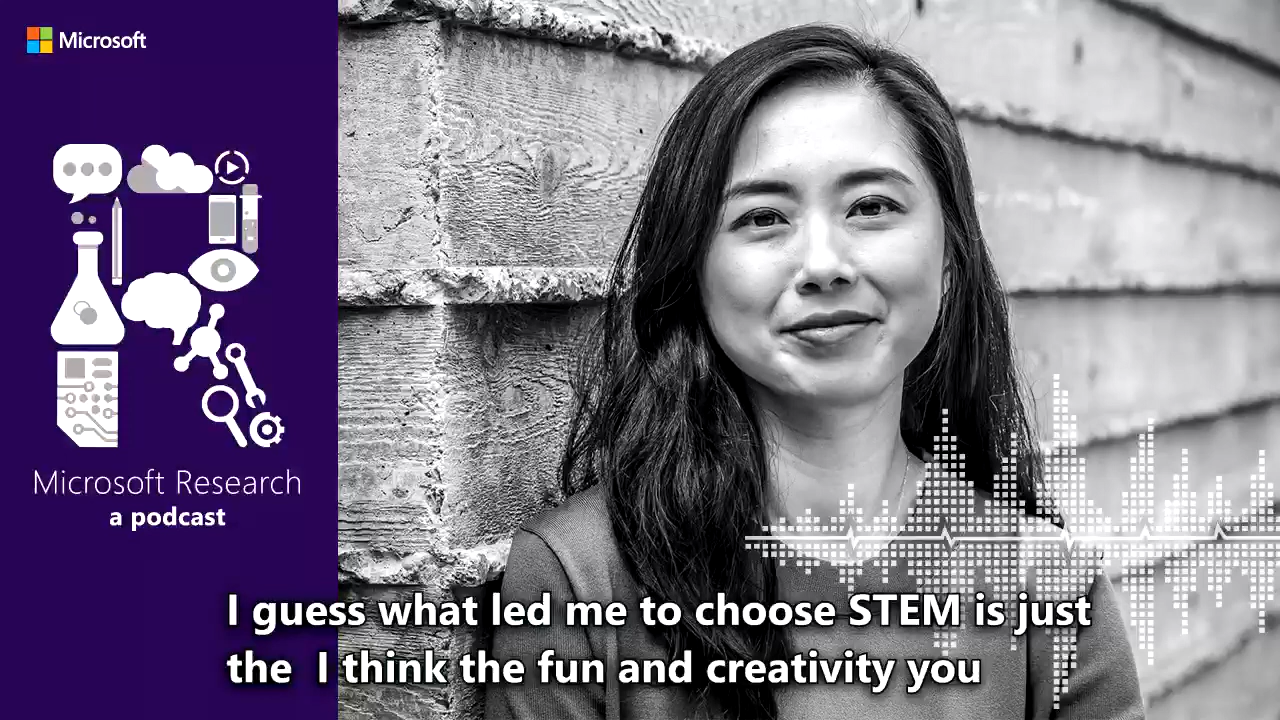 Microsoft
Microsoft Research
a podcast
I guess what led me to choose STEM is just
the  I think the fun and creativity you